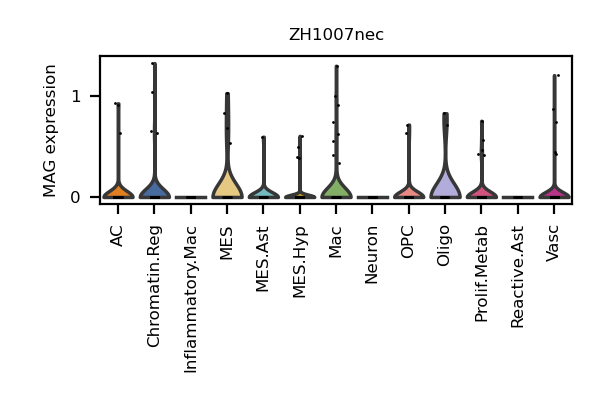 ZH1007nec
MAG expression
1
0
AC
Chromatin.Reg
Inflammatory.Mac
MES
MES.Ast
MES.Hyp
Mac
Neuron
OPC
Oligo
Prolif.Metab
Reactive.Ast
Vasc